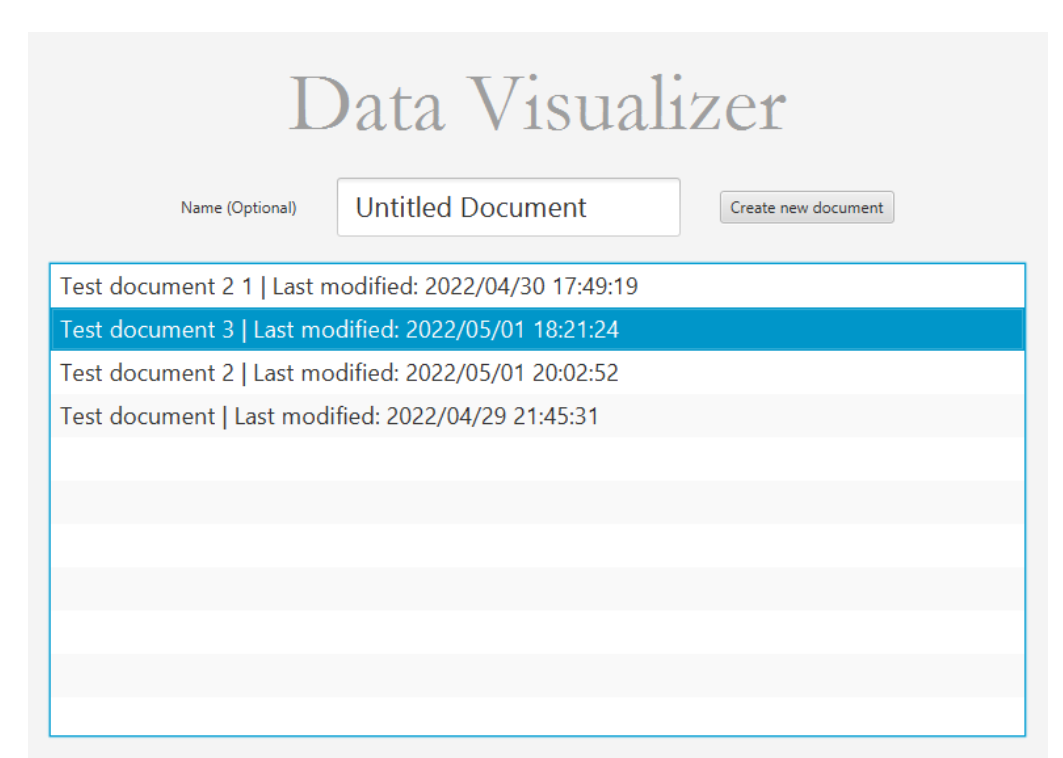 Data Visualizer
Name (Optional) Untitled Document Create new document
Test document 2 1 | Last modified: 2022/04/30 17:49:19
Test document 3 | Last modified: 2022/05/01 18:21:24
Test document 2 | Last modified: 2022/05/01 20:02:52
Test document | Last modified: 2022/04/29 21:45:31